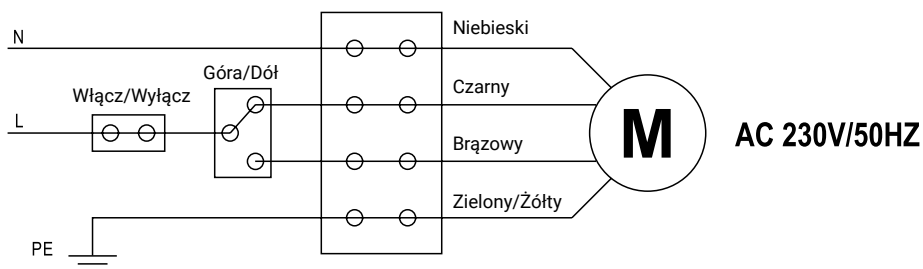 N
Niebieski
Góra/Dół
Włącz/Wyłącz
Czarny
L
M
AC 230V/50HZ
Brązowy
Zielony/Żółty
PE